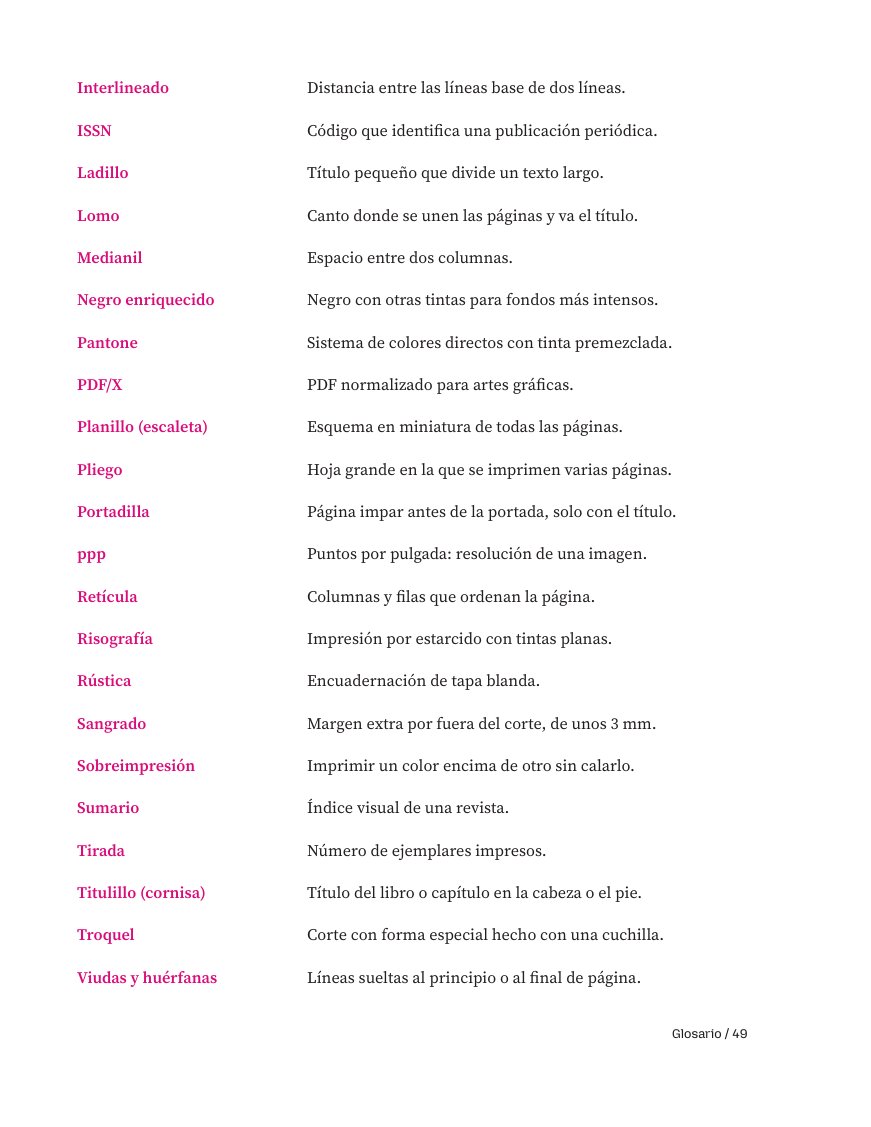 Interlineado Distancia entre las líneas base de dos líneas.
ISSN Código que identifica una publicación periódica.
Ladillo Título pequeño que divide un texto largo.
Lomo Canto donde se unen las páginas y va el título.
Medianil Espacio entre dos columnas.
Negro enriquecido Negro con otras tintas para fondos más intensos.
Pantone Sistema de colores directos con tinta premezclada.
PDF/X PDF normalizado para artes gráficas.
Planillo (escaleta) Esquema en miniatura de todas las páginas.
Pliego Hoja grande en la que se imprimen varias páginas.
Portadilla Página impar antes de la portada, solo con el título.
ppp Puntos por pulgada: resolución de una imagen.
Retícula Columnas y filas que ordenan la página.
Risografía Impresión por estarcido con tintas planas.
Rústica Encuadernación de tapa blanda.
Sangrado Margen extra por fuera del corte, de unos 3 mm.
Sobreimpresión Imprimir un color encima de otro sin calarlo.
Sumario Índice visual de una revista.
Tirada Número de ejemplares impresos.
Titulillo (cornisa) Título del libro o capítulo en la cabeza o el pie.
Troquel Corte con forma especial hecho con una cuchilla.
Viudas y huérfanas Líneas sueltas al principio o al final de página.
Glosario / 49